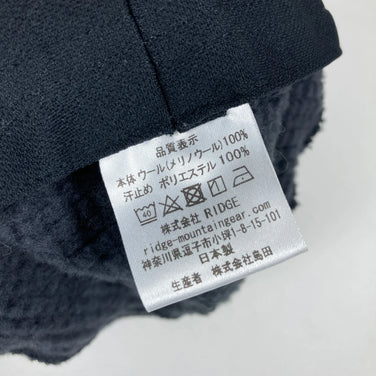 品質表示
本体 ウール(メリノウール)100%
汗止め ポリエステル 100%
40
株式会社 RIDGE
ridge-mountaingear.com
神奈川県逗子市小坪1-8-15-101
日本製
生産者 株式会社島田